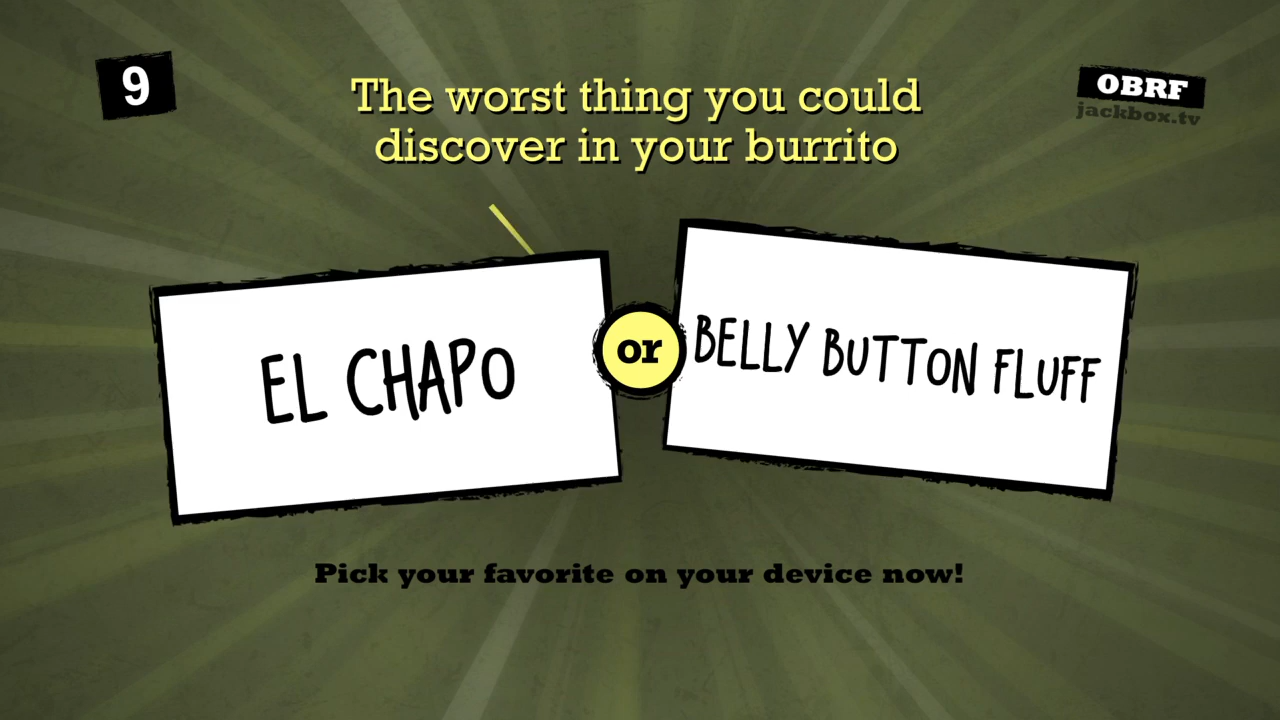 9
The worst thing you could
discover in your burrito
OBRF
jackbox.tv
EL CHAPO
or
BELLY BUTTON FLUFF
Pick your favorite on your device now!